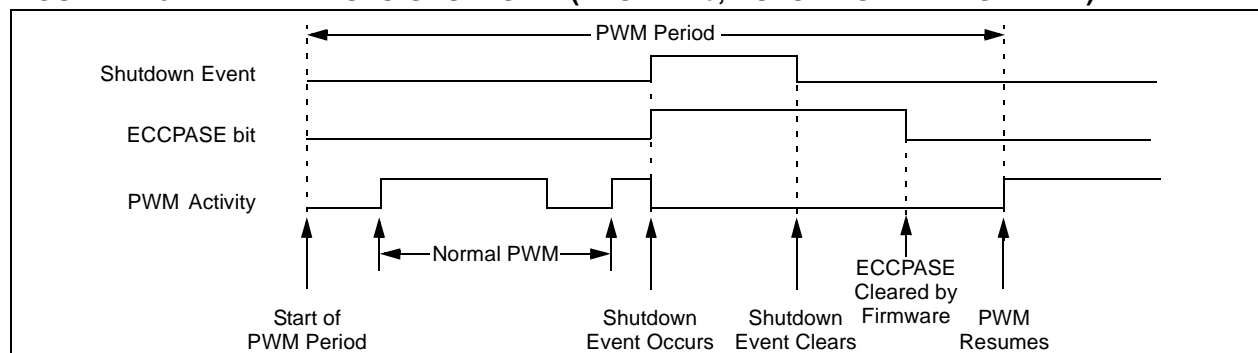 PWM Period
Shutdown Event
ECCPASE bit
PWM Activity
Normal PWM
Start of
PWM Period
Shutdown
Event Occurs
Shutdown
Event Clears
ECCPASE
Cleared by
Firmware
PWM
Resumes